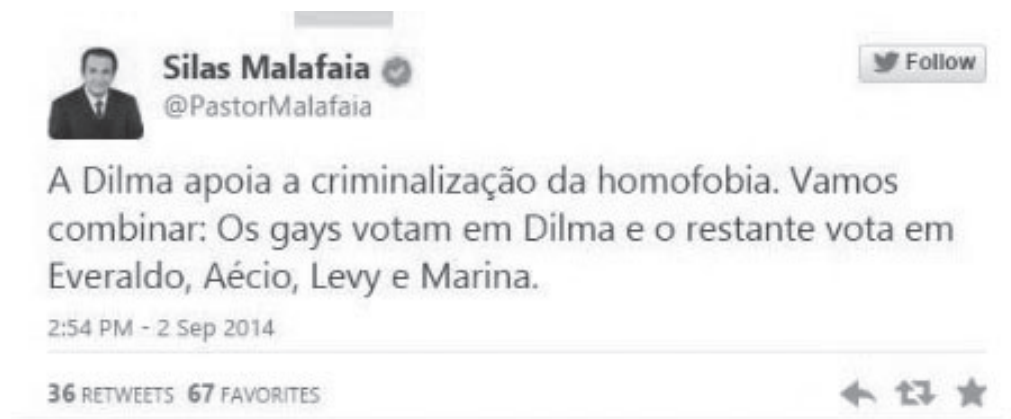 Silas Malafaia
Follow
@PastorMalafaia
A Dilma apoia a criminalização da homofobia. Vamos
combinar: Os gays votam em Dilma e o restante vota em
Everaldo, Aécio, Levy e Marina.
2:54 PM - 2 Sep 2014
36 RETWEETS 67 FAVORITES